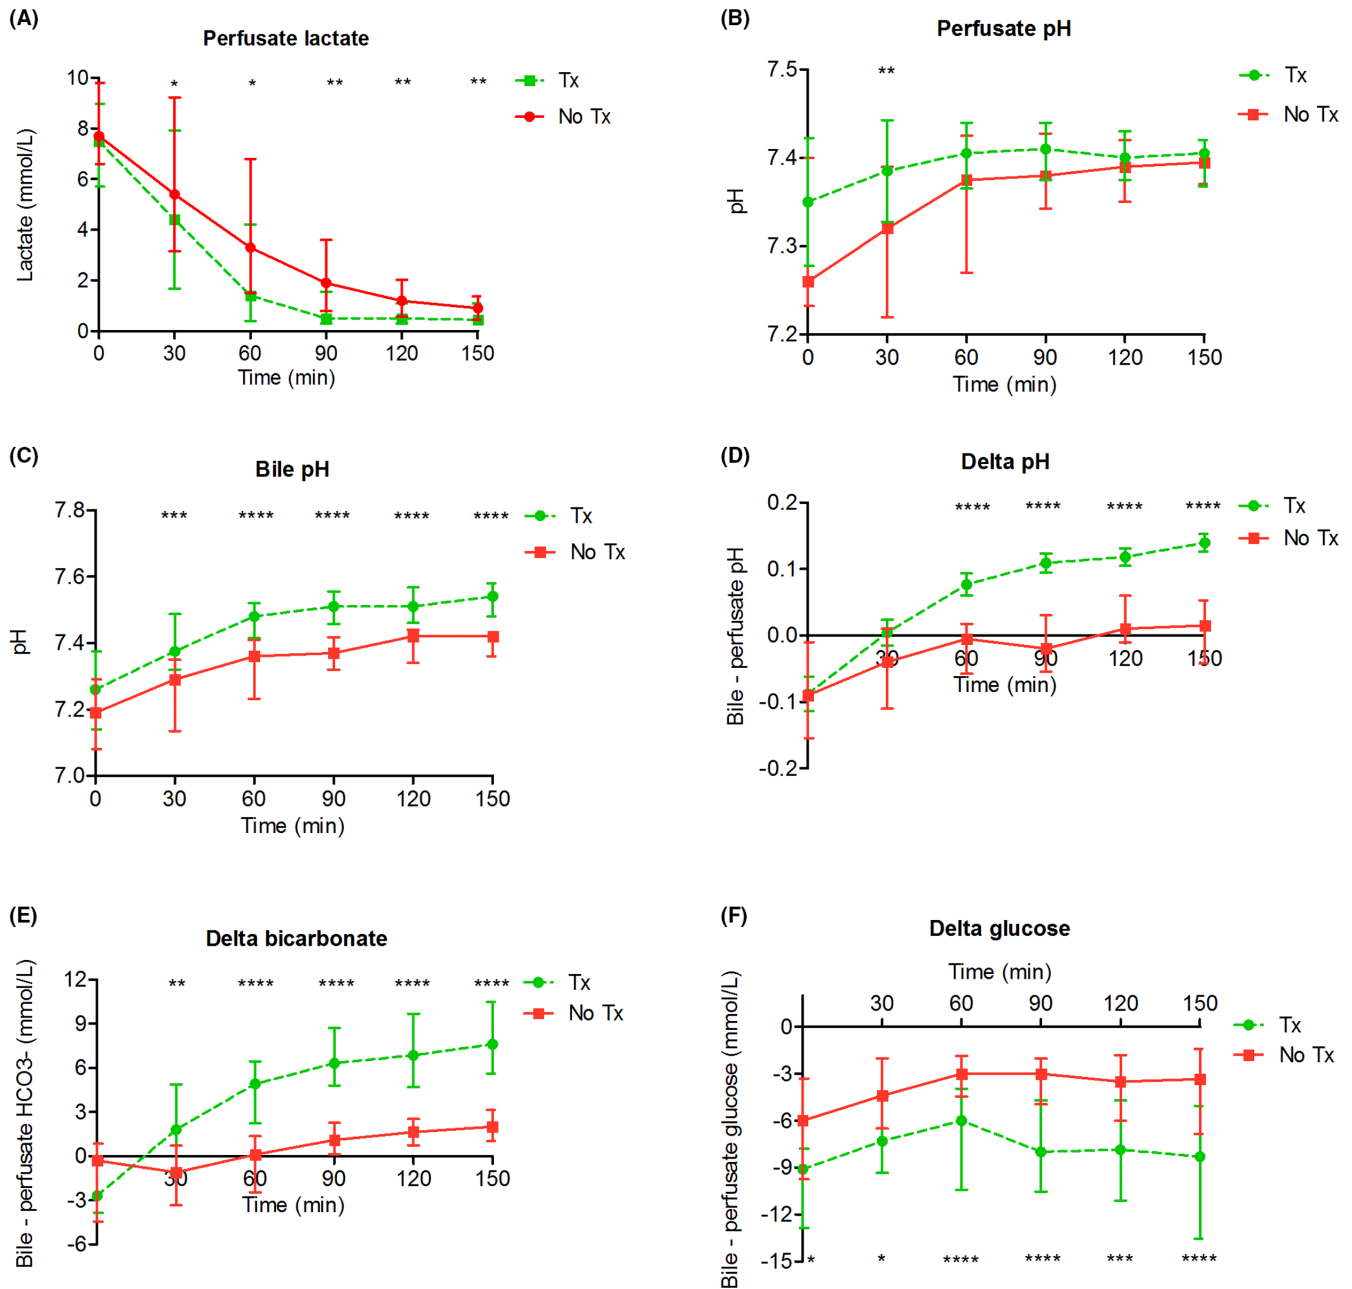 (A)
Perfusate lactate
* * ** ** **
Tx
No Tx
Lactate (mmol/L)
10
8
6
4
2
0
0 30 60 90 120 150
Time (min)
(B)
Perfusate pH
**
Tx
No Tx
pH
7.5
7.4
7.3
7.2
0 30 60 90 120 150
Time (min)
(C)
Bile pH
*** **** **** **** ****
Tx
No Tx
pH
7.8
7.6
7.4
7.2
7.0
0 30 60 90 120 150
Time (min)
(D)
Delta pH
**** **** **** ****
Tx
No Tx
Bile - perfusate pH
0.2
0.1
0.0
-0.1
-0.2
30 60 90 120 150
Time (min)
(E)
Delta bicarbonate
** **** **** **** ****
Tx
No Tx
Bile - perfusate HCO3- (mmol/L)
12
9
6
3
0
-3
-6
30 60 90 120 150
Time (min)
(F)
Delta glucose
Time (min)
30 60 90 120 150
Tx
No Tx
Bile - perfusate glucose (mmol/L)
0
-3
-6
-9
-12
-15
* * **** **** *** ****